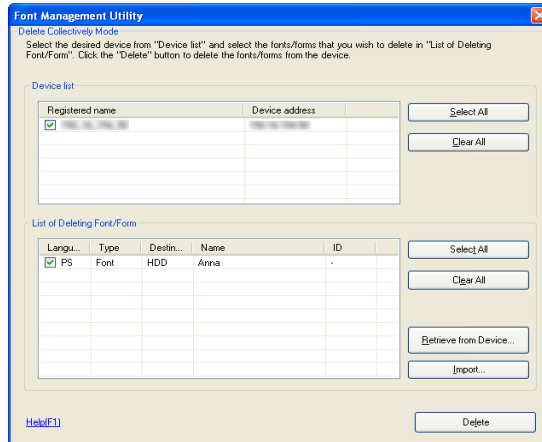 Font Management Utility
Delete Collectively Mode
Select the desired device from "Device list" and select the fonts/forms that you wish to delete in "List of Deleting
Font/Form". Click the "Delete" button to delete the fonts/forms from the device.
Device list
Registered name Device address
Select All
Clear All
List of Deleting Font/Form
Langu... Type Destin... Name ID
PS Font HDD Anna -
Select All
Clear All
Retrieve from Device...
Import...
Help(F1)
Delete